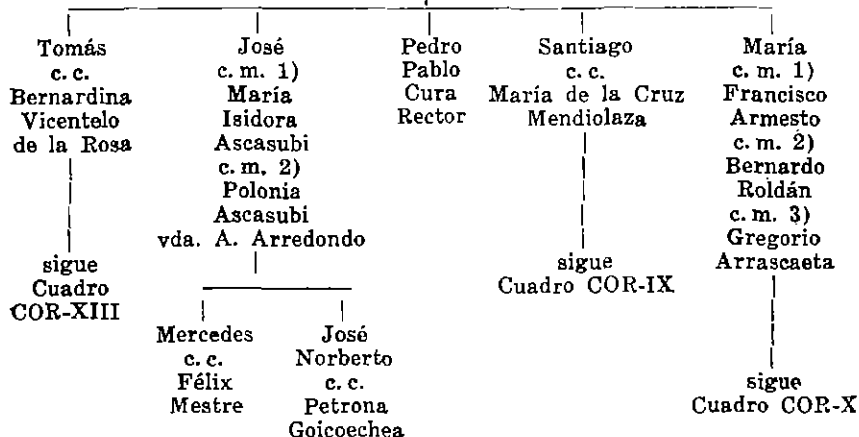 Tomás
c. c.
Bernardina
Vicentelo
de la Rosa
sigue
Cuadro
COR-XIII
José
c. m. 1)
María
Isidora
Ascasubi
c. m. 2)
Polonia
Ascasubi
vda. A. Arredondo
Mercedes
c. c.
Félix
Mestre
José
Norberto
c. c.
Petrona
Goicoechea
Pedro
Pablo
Cura
Rector
Santiago
c. c.
María de la Cruz
Mendiolaza
sigue
Cuadro COR-IX
María
c. m. 1)
Francisco
Armesto
c. m. 2)
Bernardo
Roldán
c. m. 3)
Gregorio
Arrascaeta
sigue
Cuadro COR-X